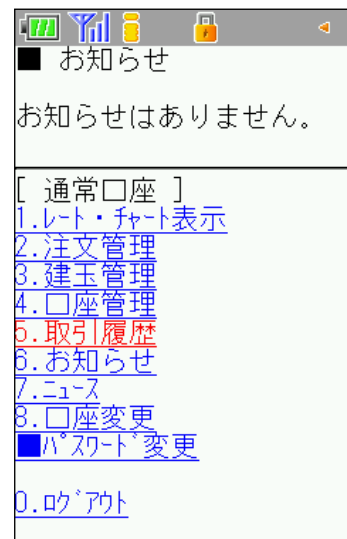 ■ お知らせ
お知らせはありません。
[ 通常口座 ]
1.ﾚｰﾄ・ﾁｬｰﾄ表示
2.注文管理
3.建玉管理
4.口座管理
5.取引履歴
6.お知らせ
7.ﾆｭｰｽ
8.口座変更
■ﾊﾟｽﾜｰﾄﾞ変更
0.ﾛｸﾞｱｳﾄ